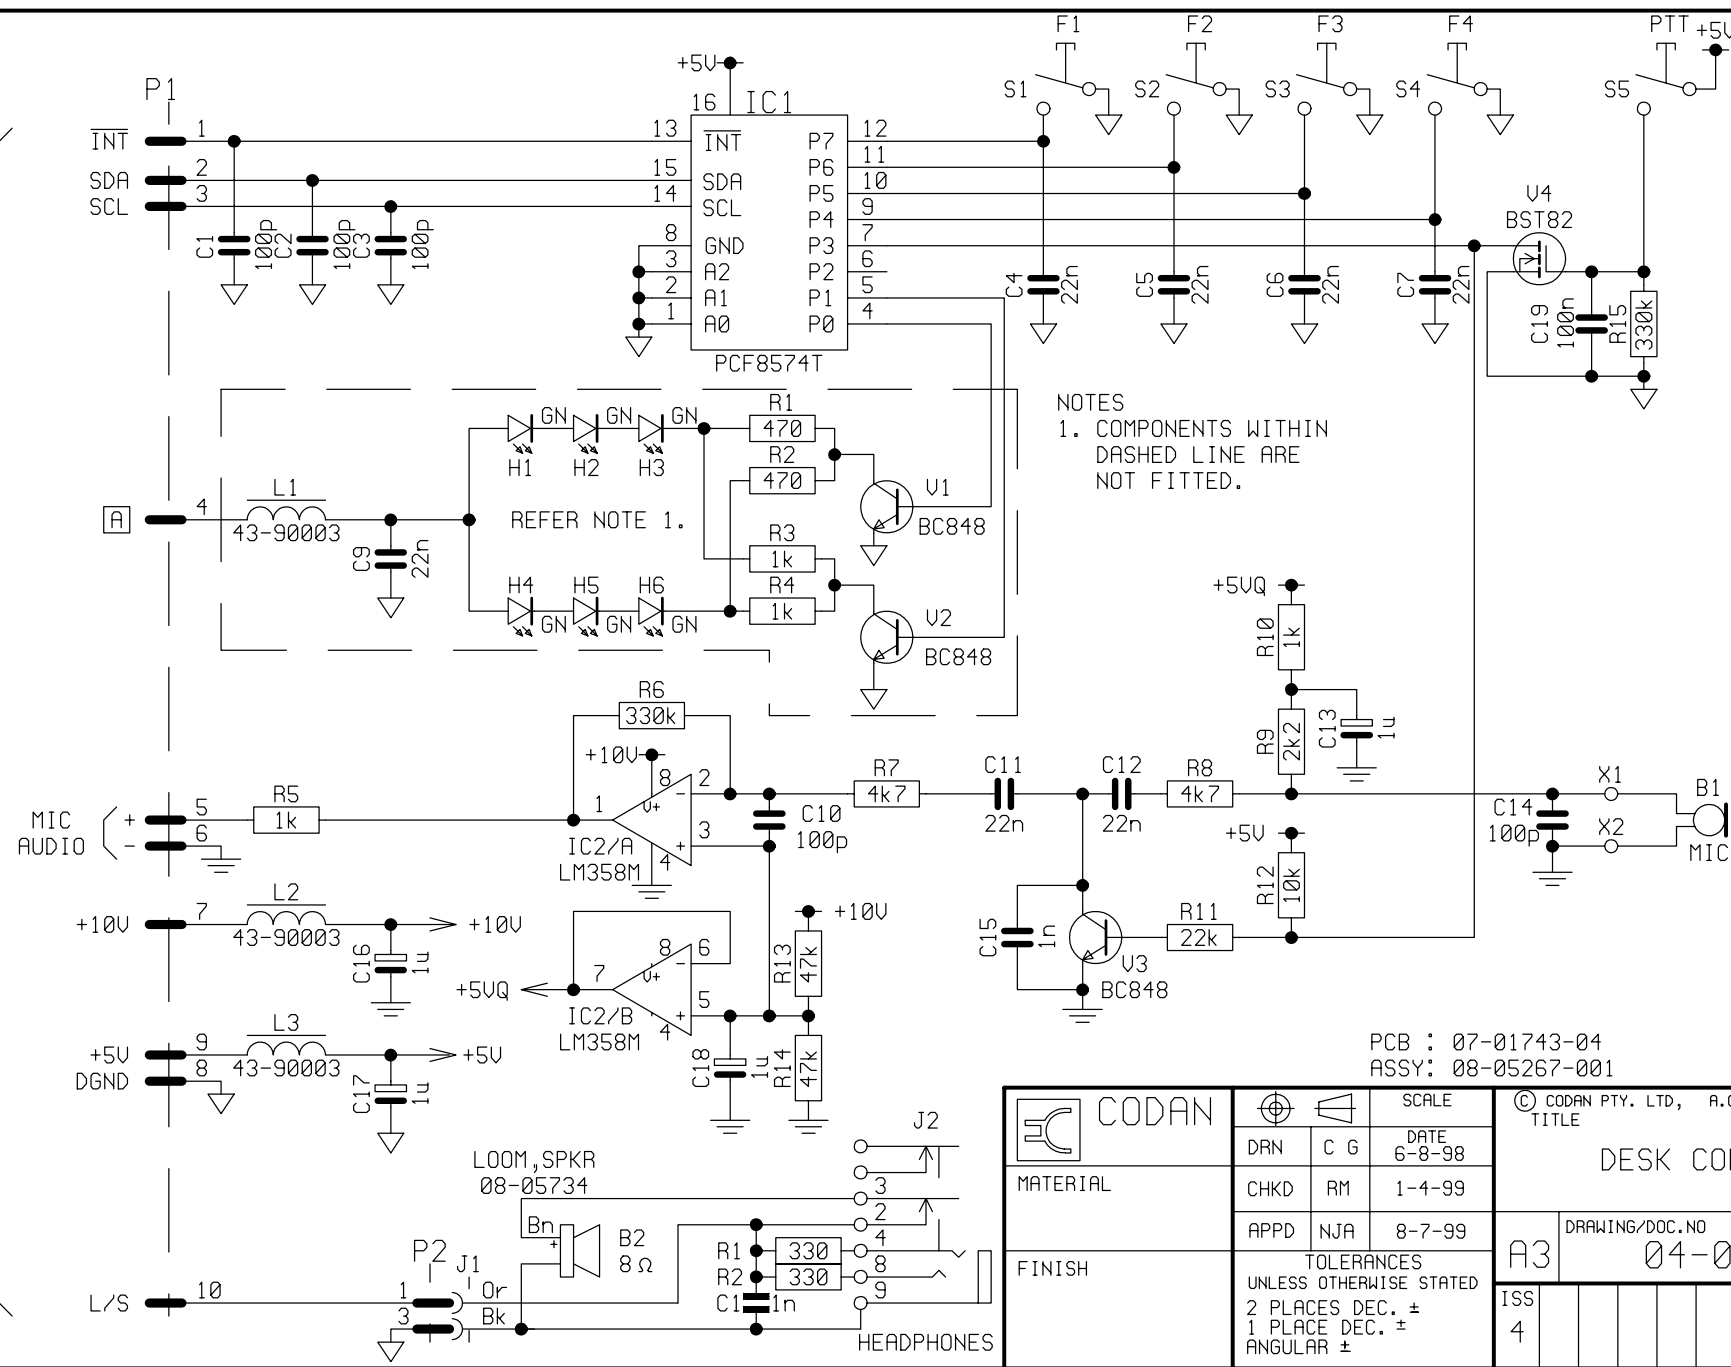 F1 F2 F3 F4 PTT
+5V +5V
P1 16 IC1
S1 S2 S3 S4 S5
INT 1 13 INT P7 12
SDA 2 15 SDA P6 11
SCL 3 14 SCL P5 10
P4 9
8 GND P3 7
3 A2 P2 6
2 A1 P1 5
1 A0 P0 4
PCF8574T
C1 100p C2 100p C3 100p
C4 22n C5 22n C6 22n C7 22n
V4
BST82
C19 100n R15 330k
NOTES
1. COMPONENTS WITHIN
DASHED LINE ARE
NOT FITTED.
GN GN GN R1
470
H1 H2 H3 R2
470
V1
BC848
A 4 L1
43-90003
REFER NOTE 1.
C9 22n
R3
1k
H4 H5 H6 R4
1k
GN GN GN
V2
BC848
+5VQ
R10 1k
R6
330k
R9 2k2 C13 1u
+10V
8 2
V+ -
1
3
+
4
IC2/A
LM358M
MIC
AUDIO
+ 5
- 6
R5
1k
C10
100p
R7
4k7
C11
22n
C12
22n
R8
4k7
+5V
R12 10k
C14
100p
X1
X2
B1
MIC
+10V 7 L2
43-90003
+10V
C16 1u
+10V
R13 47k
C15 1n
V3
BC848
R11
22k
+5VQ 7
8 6
V+ -
5
+
4
IC2/B
LM358M
C18 1u R14 47k
+5V 9 L3
DGND 8 43-90003
+5V
C17 1u
PCB : 07-01743-04
ASSY: 08-05267-001
LOOM,SPKR
08-05734
Bn
+
B2
8Ω
J2
3
2
R1 330 4
R2 330 8
C1 1n 9
HEADPHONES
L/S 10 P2 J1
1 Or
3 Bk
CODAN
MATERIAL
FINISH
SCALE
DRN C G DATE
6-8-98
CHKD RM 1-4-99
APPD NJA 8-7-99
TOLERANCES
UNLESS OTHERWISE STATED
2 PLACES DEC. ±
1 PLACE DEC. ±
ANGULAR ±
© CODAN PTY. LTD,
TITLE
DESK
A3 DRAWING/DOC.NO
ISS
4